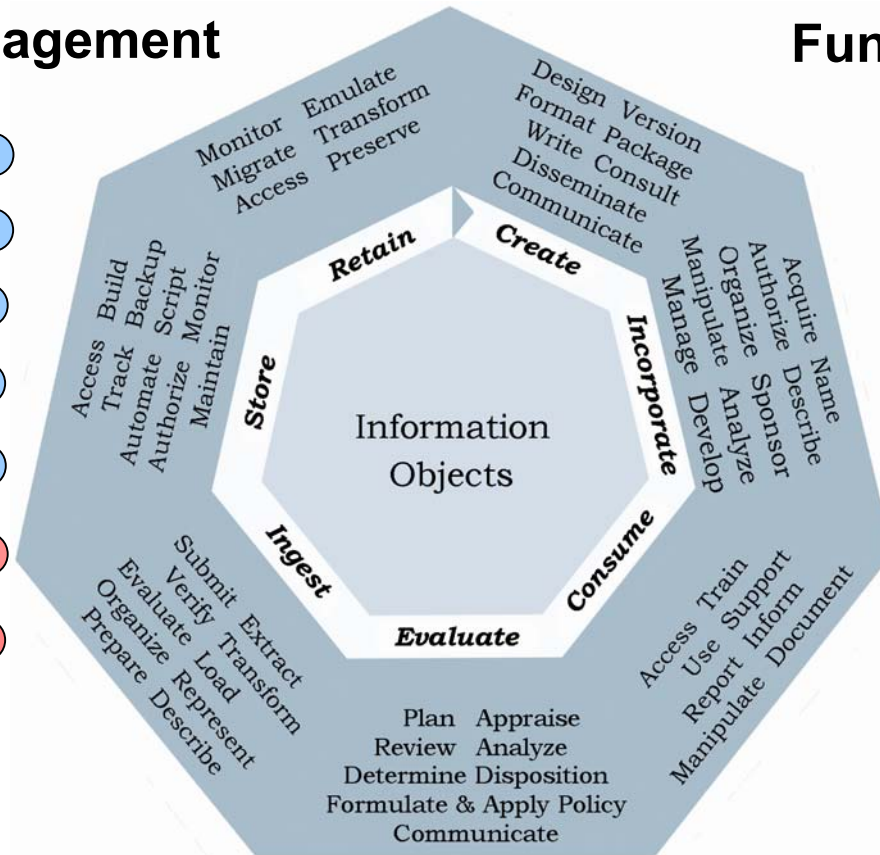 agement
Fun
Monitor Emulate
Migrate Transform
Access Preserve
Design Version
Format Package
Write Consult
Disseminate
Communicate
Retain
Create
Acquire Name
Authorize Describe
Organize Sponsor
Manipulate Analyze
Manage Develop
Incorporate
Access Build
Track Backup
Automate Script
Authorize Monitor
Maintain
Store
Information
Objects
Consume
Access Train
Use Support
Report Inform
Manipulate Document
Ingest
Submit Extract
Verify Transform
Evaluate Load
Organize Represent
Prepare Describe
Evaluate
Plan Appraise
Review Analyze
Determine Disposition
Formulate & Apply Policy
Communicate